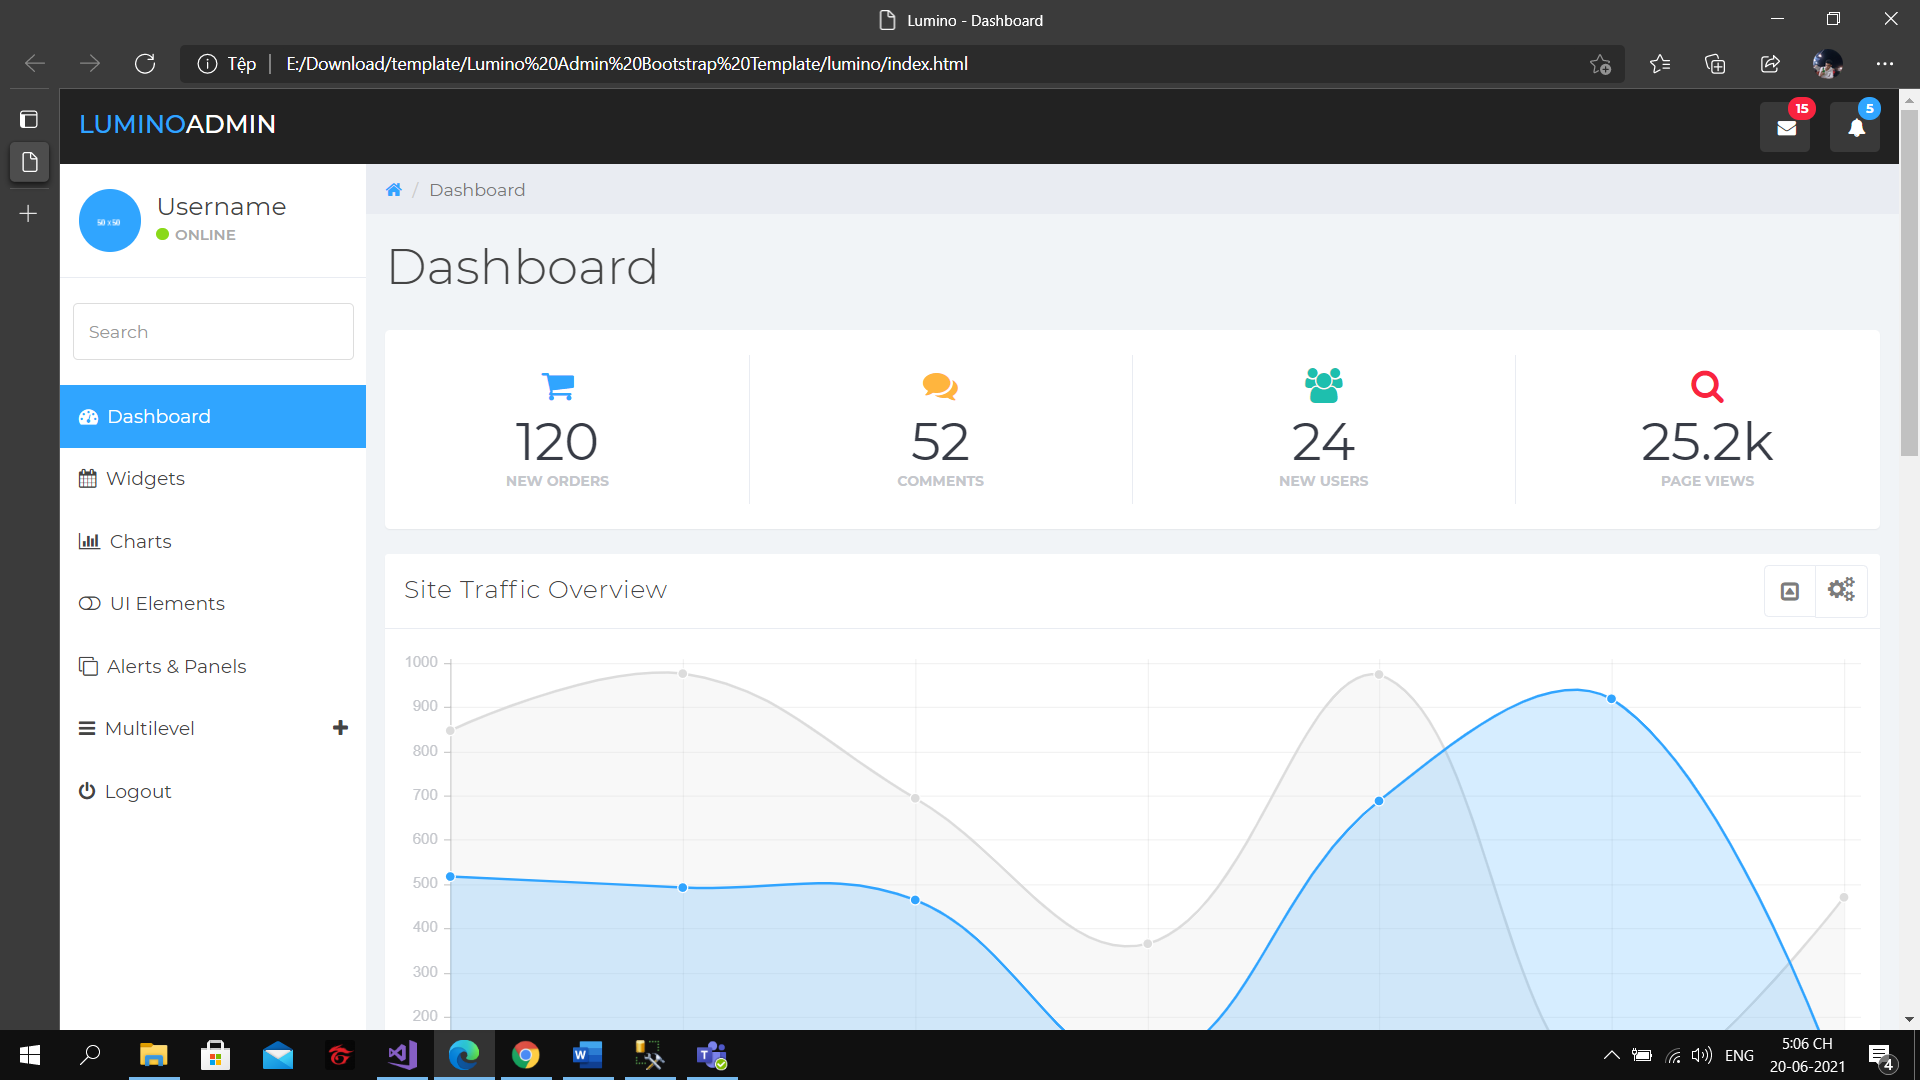 Lumino - Dashboard
Tệp
E:/Download/template/Lumino%20Admin%20Bootstrap%20Template/lumino/index.html
LUMINOADMIN
15
5
50 x 50
Username
ONLINE
Search
Dashboard
Widgets
Charts
UI Elements
Alerts & Panels
Multilevel
Logout
/ Dashboard
Dashboard
120
NEW ORDERS
52
COMMENTS
24
NEW USERS
25.2k
PAGE VIEWS
Site Traffic Overview
1000
900
800
700
600
500
400
300
200
W
T
ENG
5:06 CH
20-06-2021
4